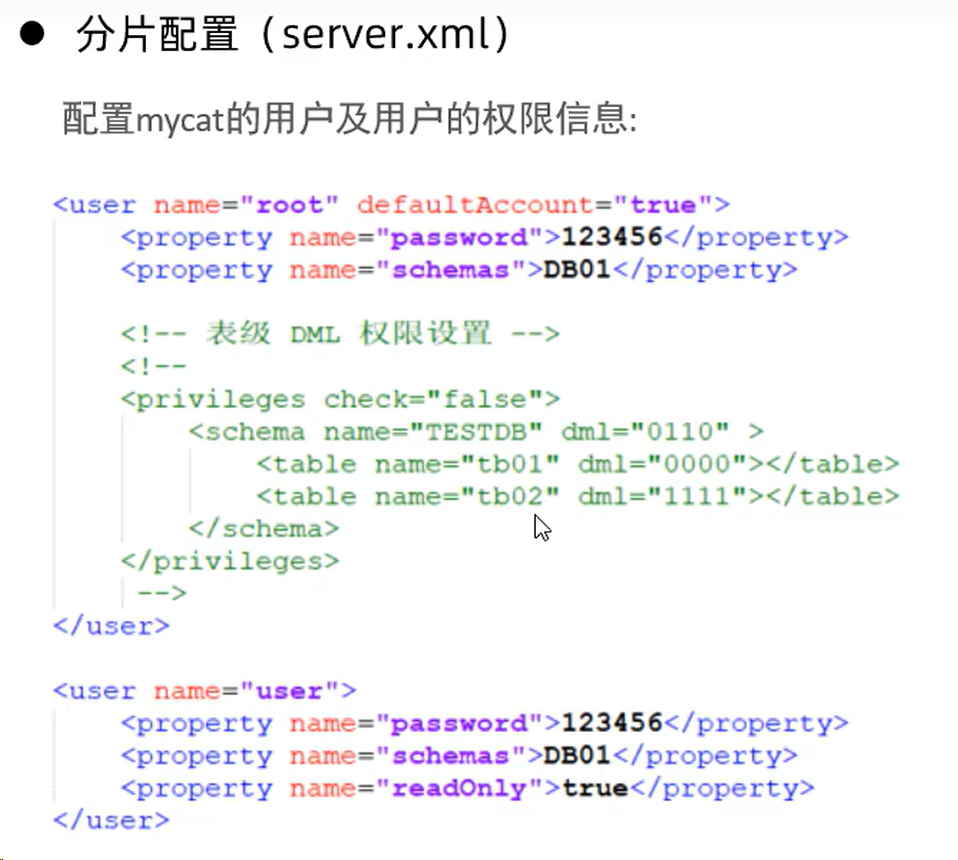 ● 分片配置（server.xml）
配置mycat的用户及用户的权限信息:
<user name="root" defaultAccount="true">
<property name="password">123456</property>
<property name="schemas">DB01</property>
<!-- 表级 DML 权限设置 -->
<!--
<privileges check="false">
<schema name="TESTDB" dml="0110" >
<table name="tb01" dml="0000"></table>
<table name="tb02" dml="1111"></table>
</schema>
</privileges>
-->
</user>
<user name="user">
<property name="password">123456</property>
<property name="schemas">DB01</property>
<property name="readOnly">true</property>
</user>